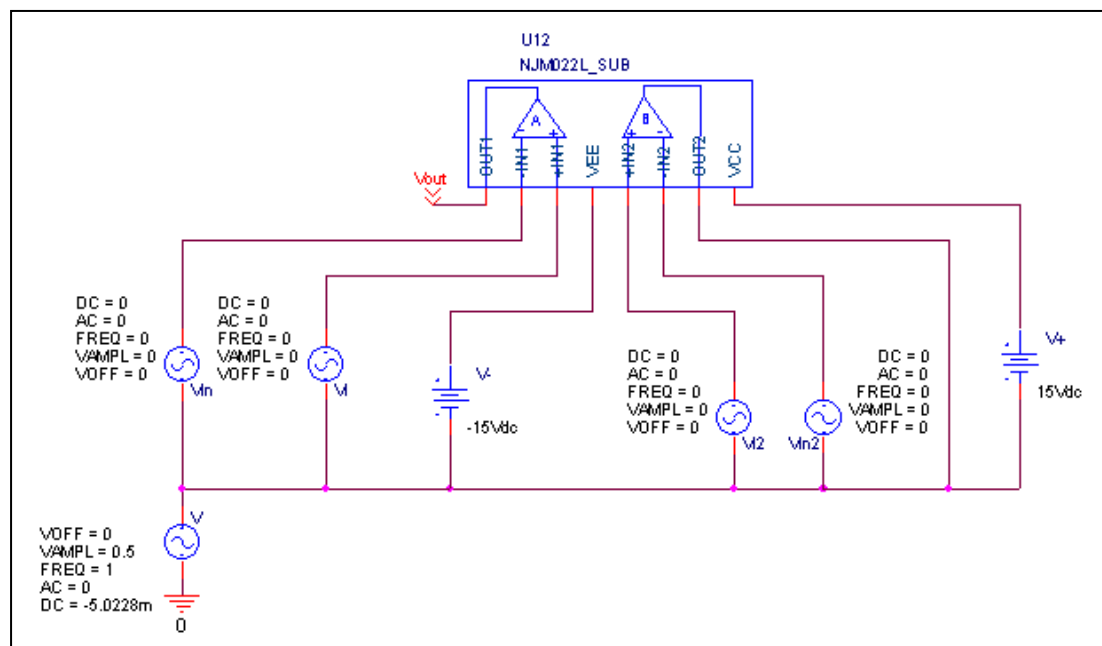 U12
NJM022L_SUB
A
B
- + + -
OUT1
-IN1
+IN1
VEE
+IN2
-IN2
OUT2
VCC
Vout
DC = 0
AC = 0
FREQ = 0
VAMPL = 0
VOFF = 0
Vin
DC = 0
AC = 0
FREQ = 0
VAMPL = 0
VOFF = 0
Vi
V-
-15Vdc
DC = 0
AC = 0
FREQ = 0
VAMPL = 0
VOFF = 0
Vi2
DC = 0
AC = 0
FREQ = 0
VAMPL = 0
VOFF = 0
Vin2
V+
15Vdc
V
VOFF = 0
VAMPL = 0.5
FREQ = 1
AC = 0
DC = -5.0228m
0